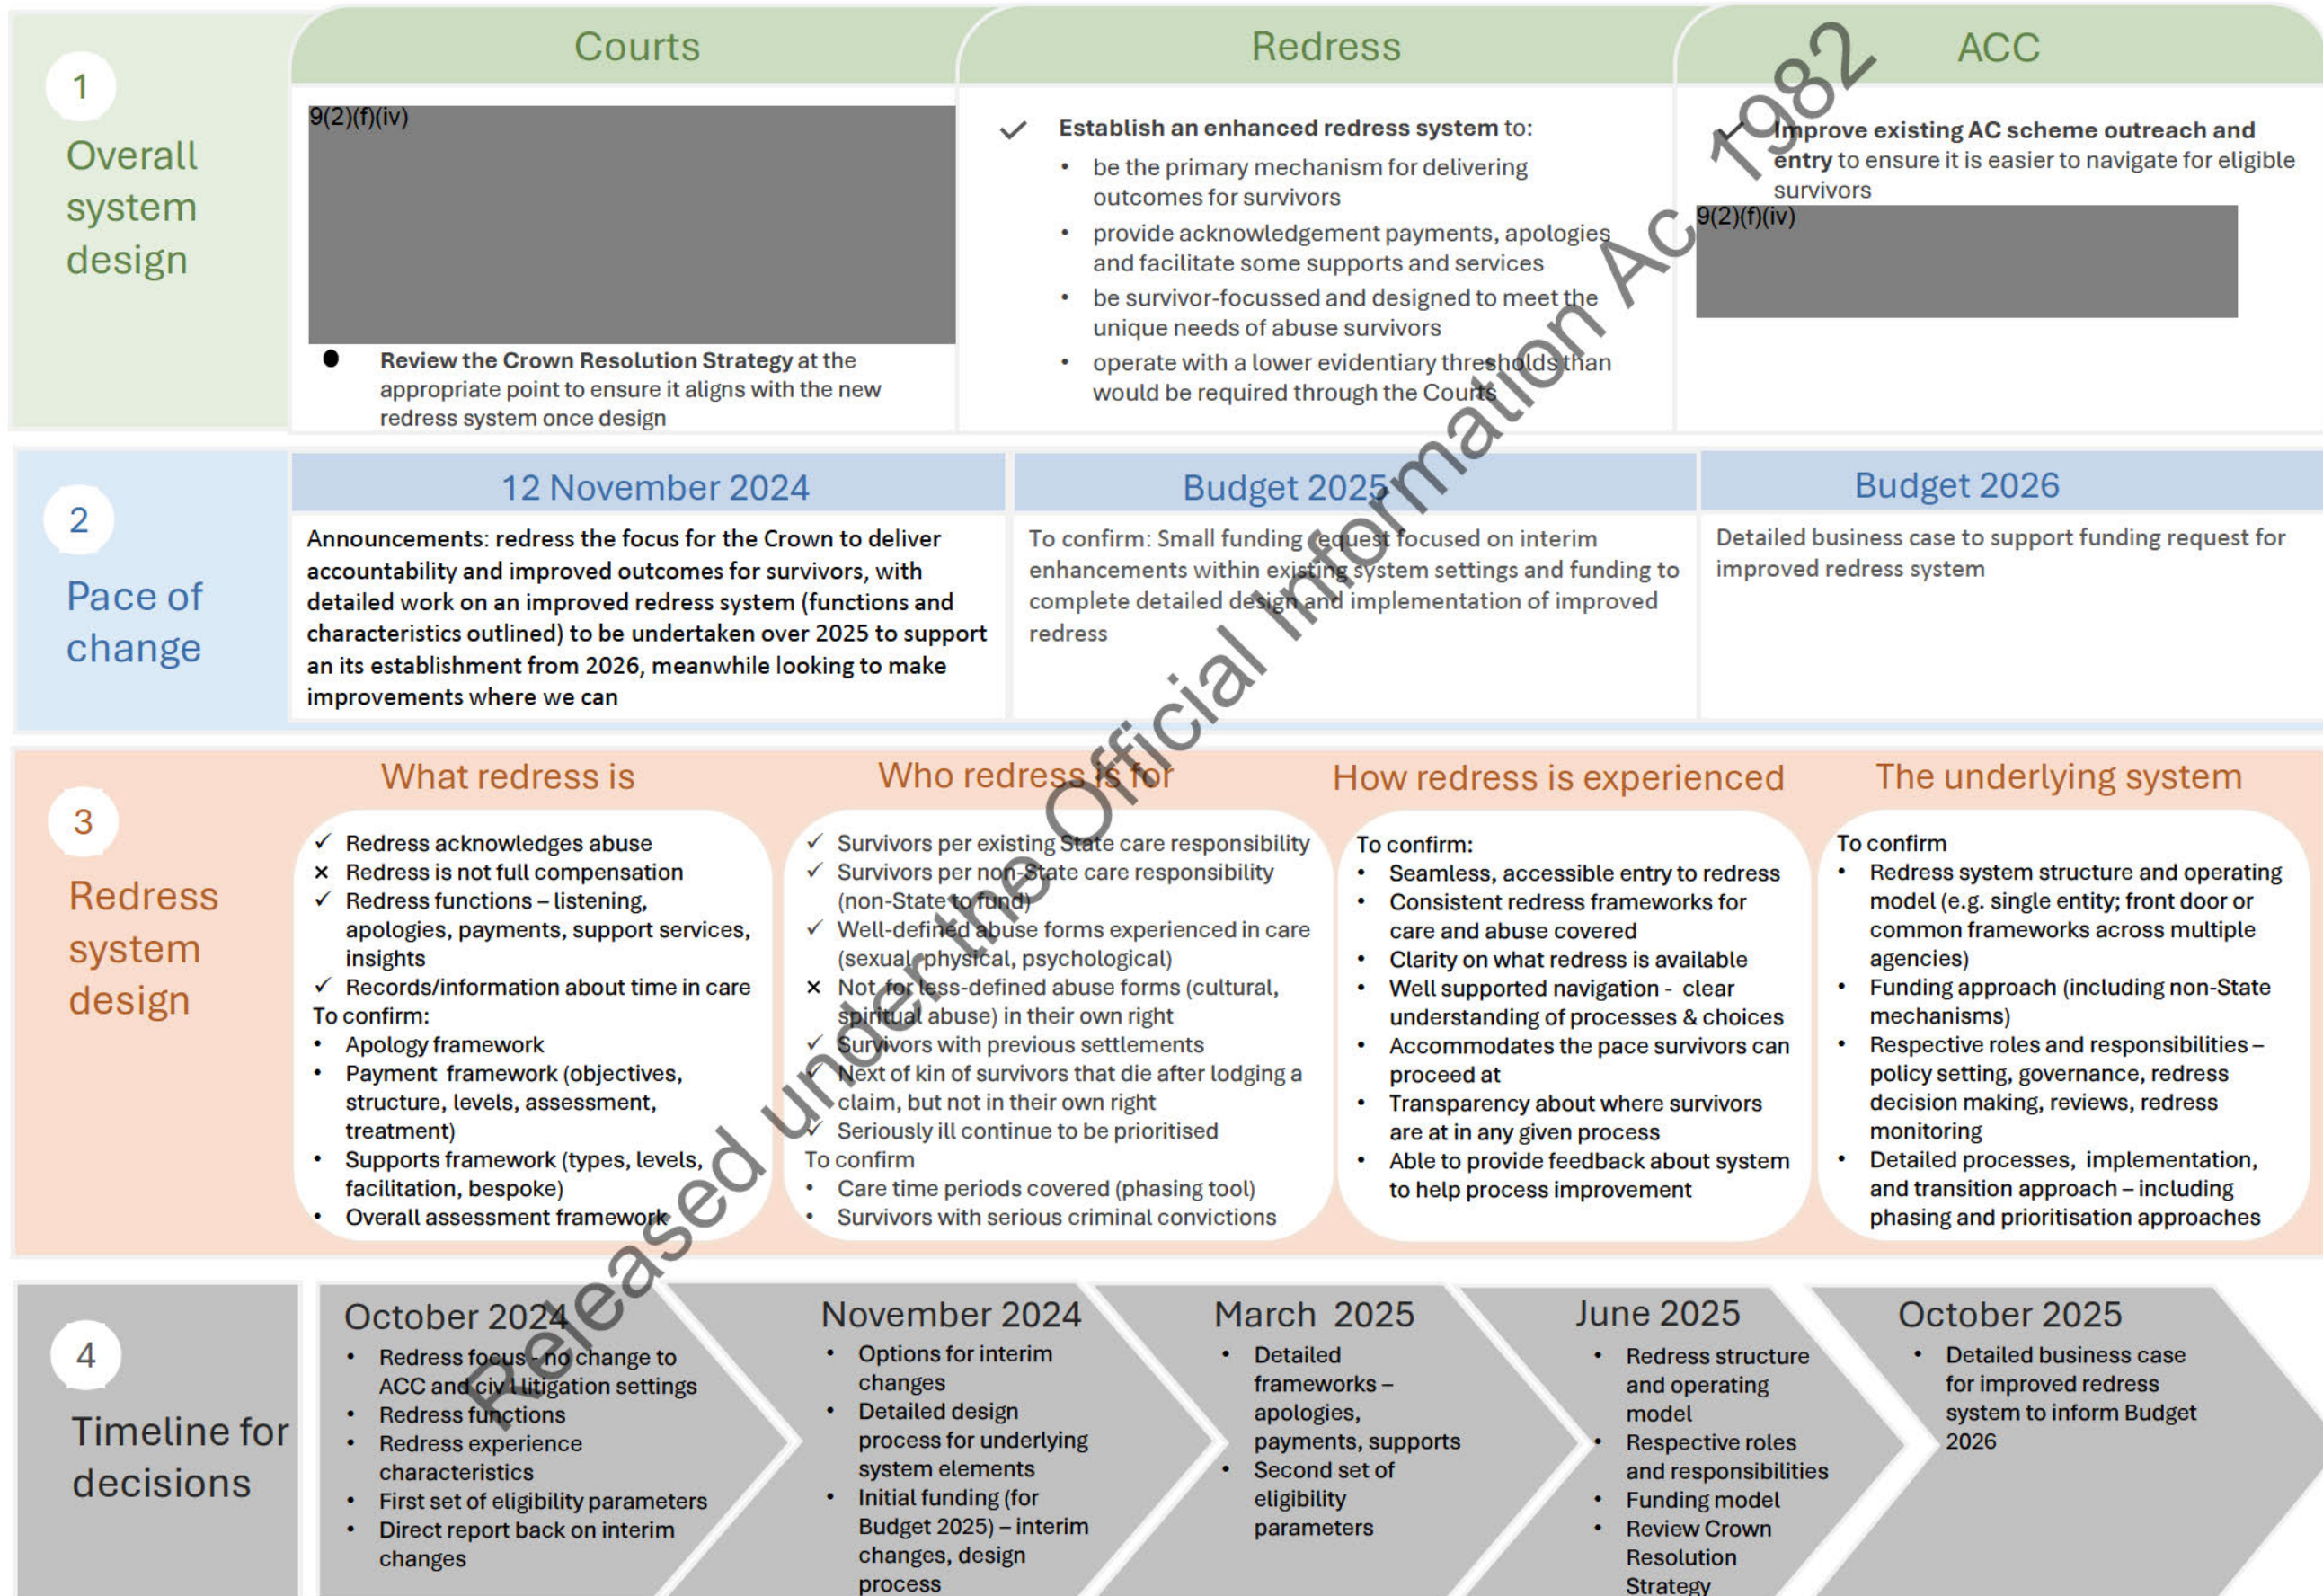 1
Overall
system
design
Courts
9(2)(f)(iv)
● Review the Crown Resolution Strategy at the
appropriate point to ensure it aligns with the new
redress system once design
Redress
✓ Establish an enhanced redress system to:
• be the primary mechanism for delivering
outcomes for survivors
• provide acknowledgement payments, apologies
and facilitate some supports and services
• be survivor-focussed and designed to meet the
unique needs of abuse survivors
• operate with a lower evidentiary thresholds than
would be required through the Courts
ACC
✓ Improve existing AC scheme outreach and
entry to ensure it is easier to navigate for eligible
survivors
9(2)(f)(iv)
2
Pace of
change
12 November 2024
Announcements: redress the focus for the Crown to deliver
accountability and improved outcomes for survivors, with
detailed work on an improved redress system (functions and
characteristics outlined) to be undertaken over 2025 to support
an its establishment from 2026, meanwhile looking to make
improvements where we can
Budget 2025
To confirm: Small funding request focused on interim
enhancements within existing system settings and funding to
complete detailed design and implementation of improved
redress
Budget 2026
Detailed business case to support funding request for
improved redress system
3
Redress
system
design
What redress is
✓ Redress acknowledges abuse
× Redress is not full compensation
✓ Redress functions – listening,
apologies, payments, support services,
insights
✓ Records/information about time in care
To confirm:
• Apology framework
• Payment framework (objectives,
structure, levels, assessment,
treatment)
• Supports framework (types, levels,
facilitation, bespoke)
• Overall assessment framework
Who redress is for
✓ Survivors per existing State care responsibility
✓ Survivors per non-State care responsibility
(non-State to fund)
✓ Well-defined abuse forms experienced in care
(sexual, physical, psychological)
× Not for less-defined abuse forms (cultural,
spiritual abuse) in their own right
✓ Survivors with previous settlements
✓ Next of kin of survivors that die after lodging a
claim, but not in their own right
✓ Seriously ill continue to be prioritised
To confirm
• Care time periods covered (phasing tool)
• Survivors with serious criminal convictions
How redress is experienced
To confirm:
• Seamless, accessible entry to redress
• Consistent redress frameworks for
care and abuse covered
• Clarity on what redress is available
• Well supported navigation - clear
understanding of processes & choices
• Accommodates the pace survivors can
proceed at
• Transparency about where survivors
are at in any given process
• Able to provide feedback about system
to help process improvement
The underlying system
To confirm
• Redress system structure and operating
model (e.g. single entity; front door or
common frameworks across multiple
agencies)
• Funding approach (including non-State
mechanisms)
• Respective roles and responsibilities –
policy setting, governance, redress
decision making, reviews, redress
monitoring
• Detailed processes, implementation,
and transition approach – including
phasing and prioritisation approaches
4
Timeline for
decisions
October 2024
• Redress focus - no change to
ACC and civil litigation settings
• Redress functions
• Redress experience
characteristics
• First set of eligibility parameters
• Direct report back on interim
changes
November 2024
• Options for interim
changes
• Detailed design
process for underlying
system elements
• Initial funding (for
Budget 2025) – interim
changes, design
process
March 2025
• Detailed
frameworks –
apologies,
payments, supports
• Second set of
eligibility
parameters
June 2025
• Redress structure
and operating
model
• Respective roles
and responsibilities
• Funding model
• Review Crown
Resolution
Strategy
October 2025
• Detailed business case
for improved redress
system to inform Budget
2026
Released under the Official Information Ac 1982